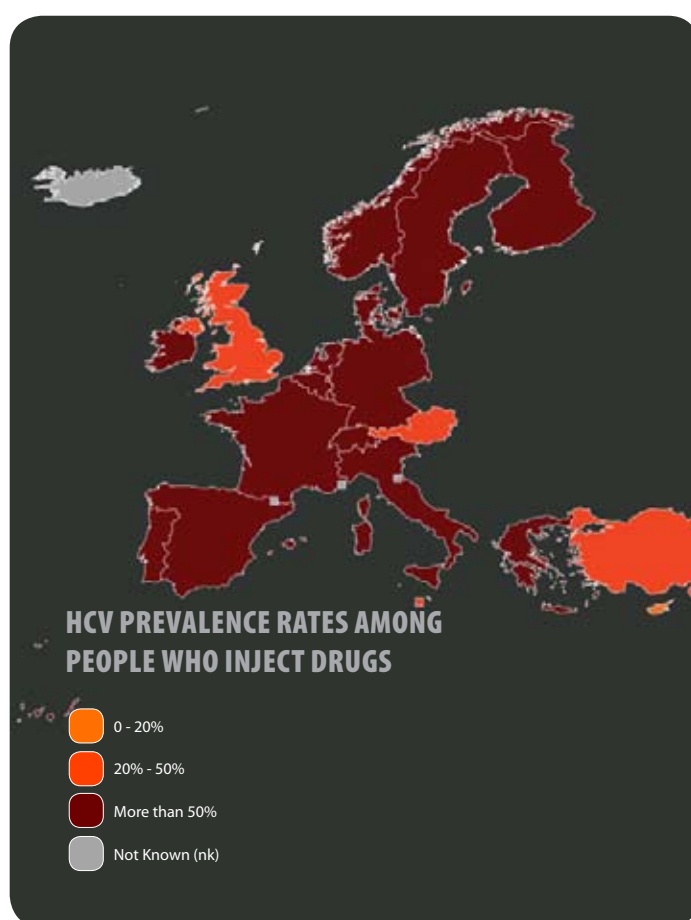 HCV PREVALENCE RATES AMONG
PEOPLE WHO INJECT DRUGS
0 - 20%
20% - 50%
More than 50%
Not Known (nk)